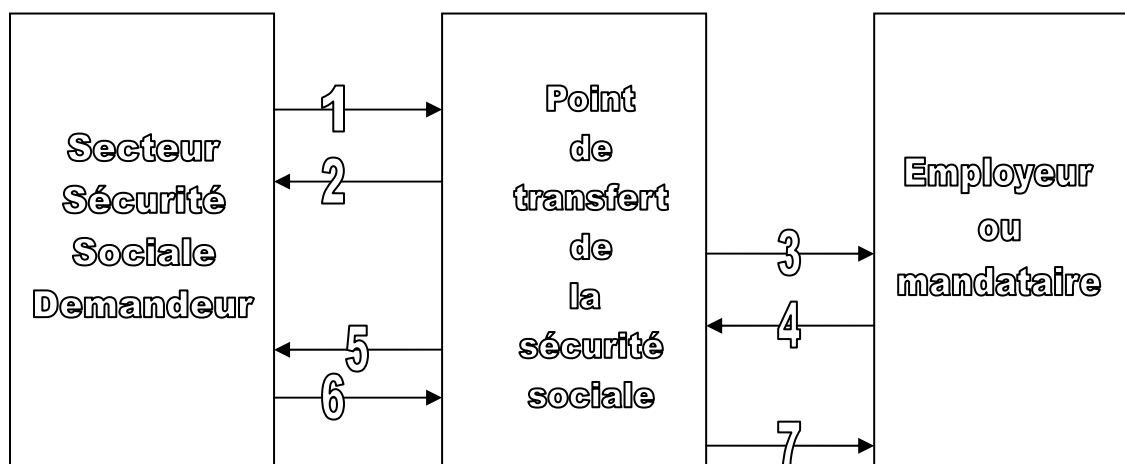 Secteur
Sécurité
Sociale
Demandeur
1
2
5
6
Point
de
transfert
de
la
sécurité
sociale
3
4
7
Employeur
ou
mandataire